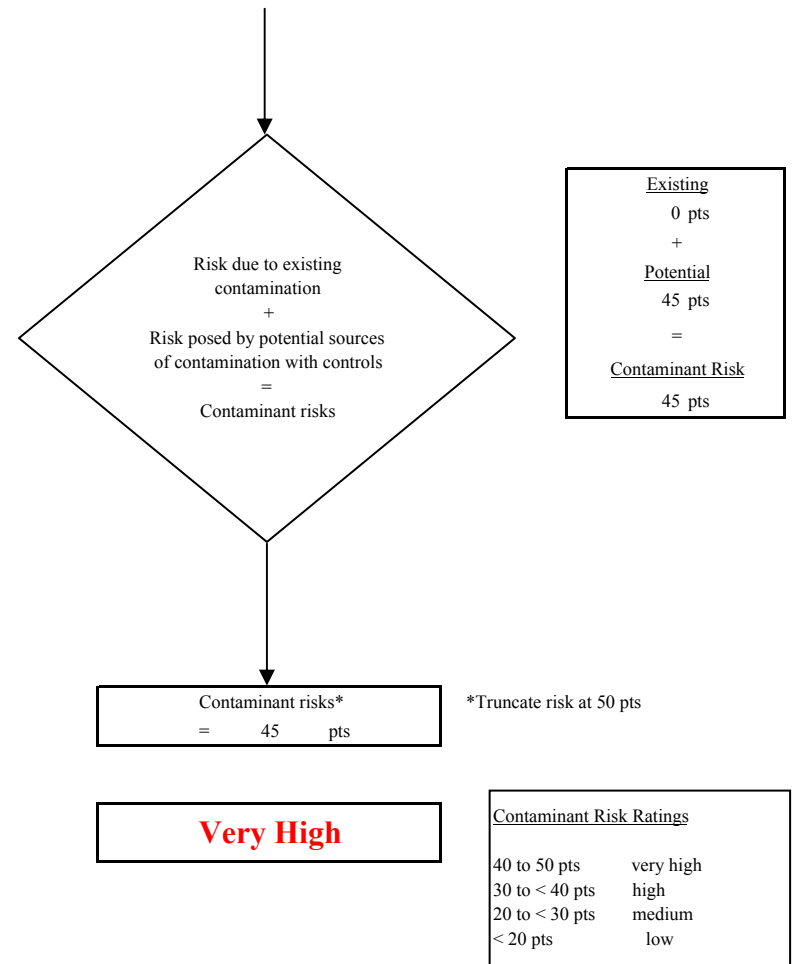 Risk due to existing
contamination
+
Risk posed by potential sources
of contamination with controls
=
Contaminant risks
Existing
0 pts
+
Potential
45 pts
=
Contaminant Risk
45 pts
Contaminant risks*
= 45 pts
*Truncate risk at 50 pts
Very High
Contaminant Risk Ratings
40 to 50 pts very high
30 to < 40 pts high
20 to < 30 pts medium
< 20 pts low